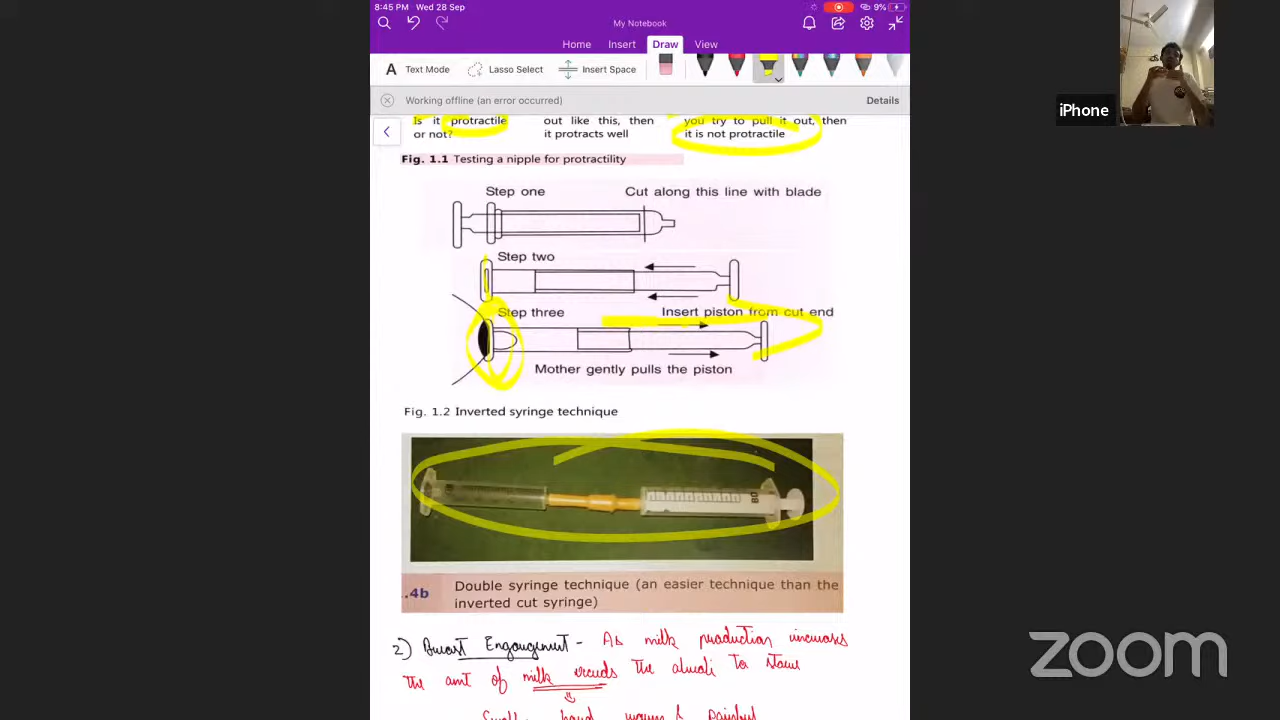 8:45 PM Wed 28 Sep
9%
My Notebook
Home Insert Draw View
A Text Mode Lasso Select Insert Space
Working offline (an error occurred) Details
iPhone
Is it protractile out like this, then you try to pull it out, then
or not? it protracts well it is not protractile
Fig. 1.1 Testing a nipple for protractility
Step one Cut along this line with blade
Step two
Step three Insert piston from cut end
Mother gently pulls the piston
Fig. 1.2 Inverted syringe technique
60
.4b Double syringe technique (an easier technique than the
inverted cut syringe)
2) Breast Engorgement - As milk production increases
the amt of milk exceeds the alveoli to store
hard warm & painful
zoom